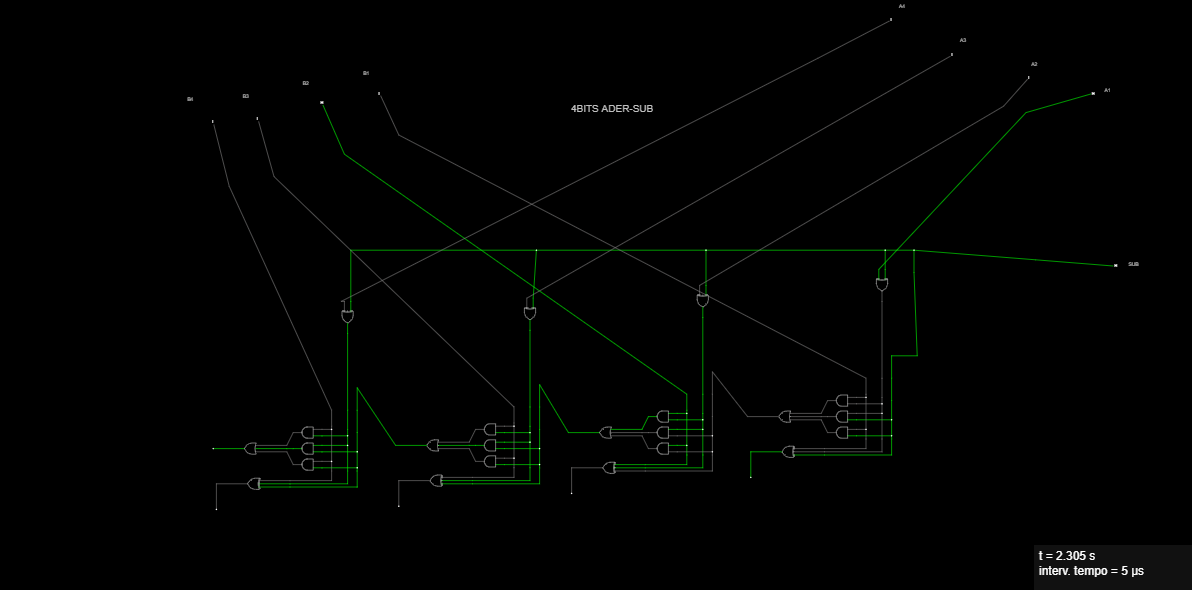 A4
A3
A2
B1
B2
A1
B3
B4
4BITS ADER-SUB
SUB
t = 2.305 s
interv. tempo = 5 µs